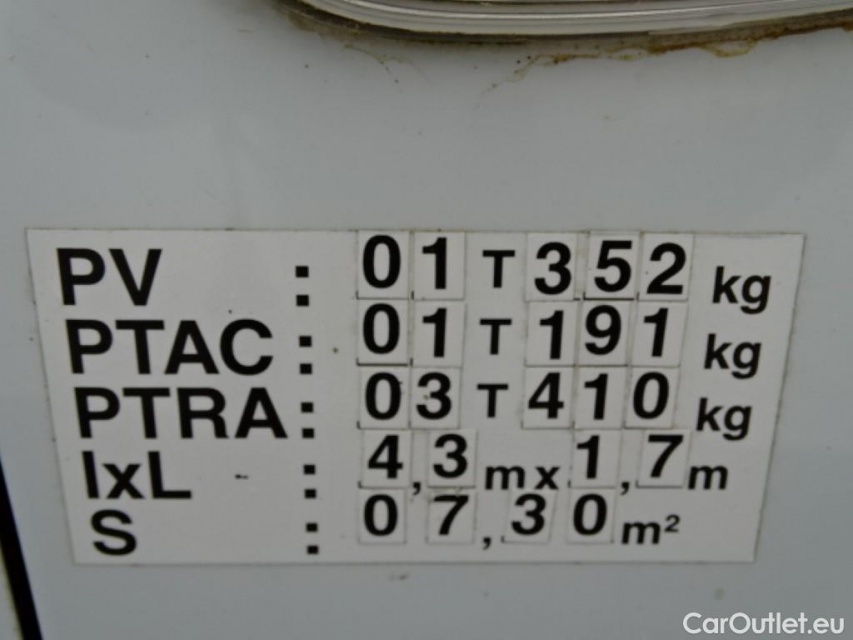 PV : 01 T 352 kg
PTAC : 01 T 191 kg
PTRA : 03 T 410 kg
lxL : 4,3 m x 1,7 m
S : 07,30 m²
CarOutlet.eu